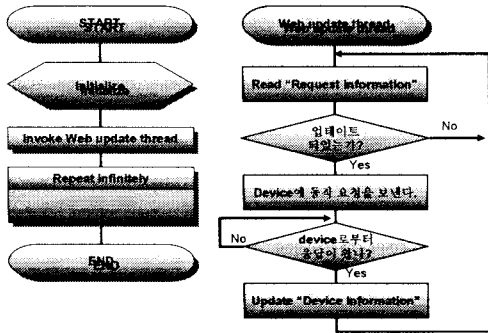 START
Initialize
Invoke Web update thread
Repeat infinitely
END
Web update thread
Read “Request Information”
업데이트
되었는가?
No
Yes
Device에 동작 요청을 보낸다.
device로부터
응답이 왔나?
No
Yes
Update “Device Information”